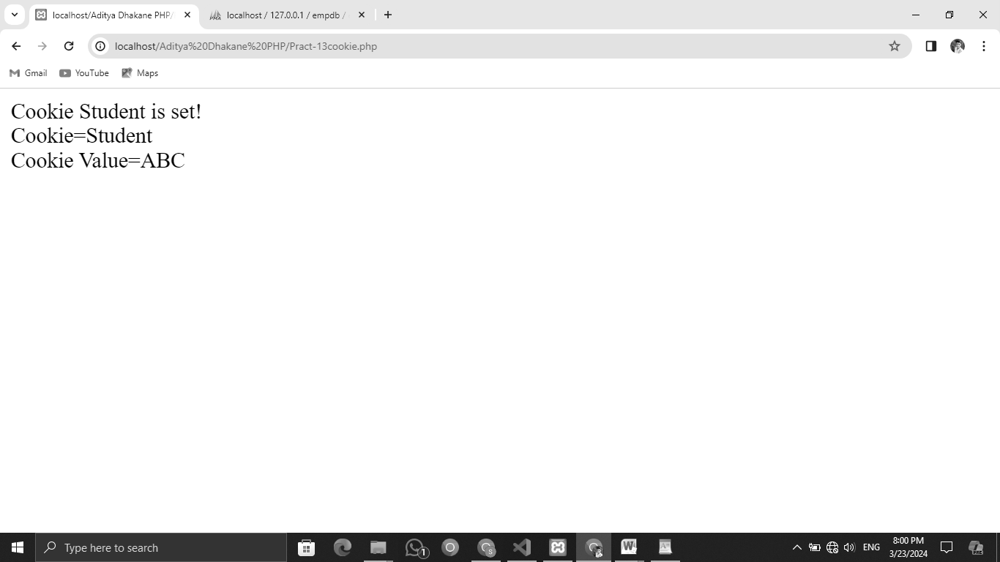 localhost/Aditya Dhakane PHP/
localhost / 127.0.0.1 / empdb /
localhost/Aditya%20Dhakane%20PHP/Pract-13cookie.php
Gmail
YouTube
Maps
Cookie Student is set!
Cookie=Student
Cookie Value=ABC
Type here to search
1
S
W
ENG
8:00 PM
3/23/2024
PRE